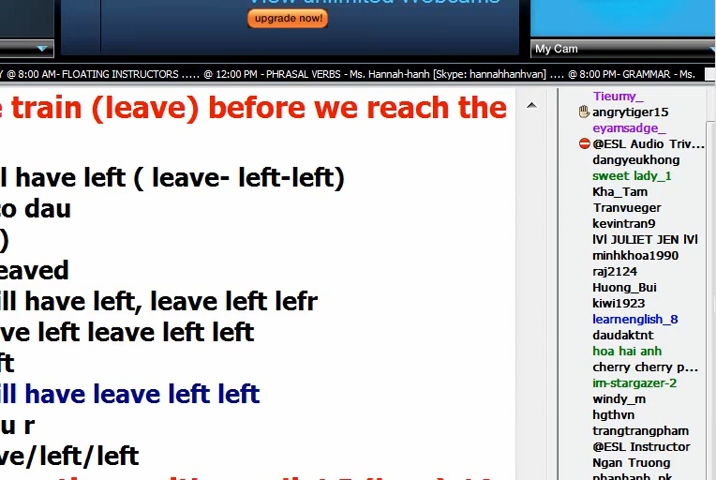 view unlimited webcams
upgrade now!
My Cam
Y @ 8:00 AM- FLOATING INSTRUCTORS ..... @ 12:00 PM - PHRASAL VERBS - Ms. Hannah-hanh [Skype: hannahhanhvan] .... @ 8:00 PM- GRAMMAR - Ms.
e train (leave) before we reach the
l have left ( leave- left-left)
co dau
)
eaved
ill have left, leave left lefr
ve left leave left left
ft
ill have leave left left
u r
ve/left/left
Tieumy_
angrytiger15
eyamsadge_
@ESL Audio Triv...
dangyeukhong
sweet lady_1
Kha_Tam
Tranvueger
kevintran9
lVl JULIET JEN lVl
minhkhoa1990
raj2124
Huong_Bui
kiwi1923
learnenglish_8
daudaktnt
hoa hai anh
cherry cherry p...
im-stargazer-2
windy_m
hgthvn
trangtrangpham
@ESL Instructor
Ngan Truong
phanhanh_pk